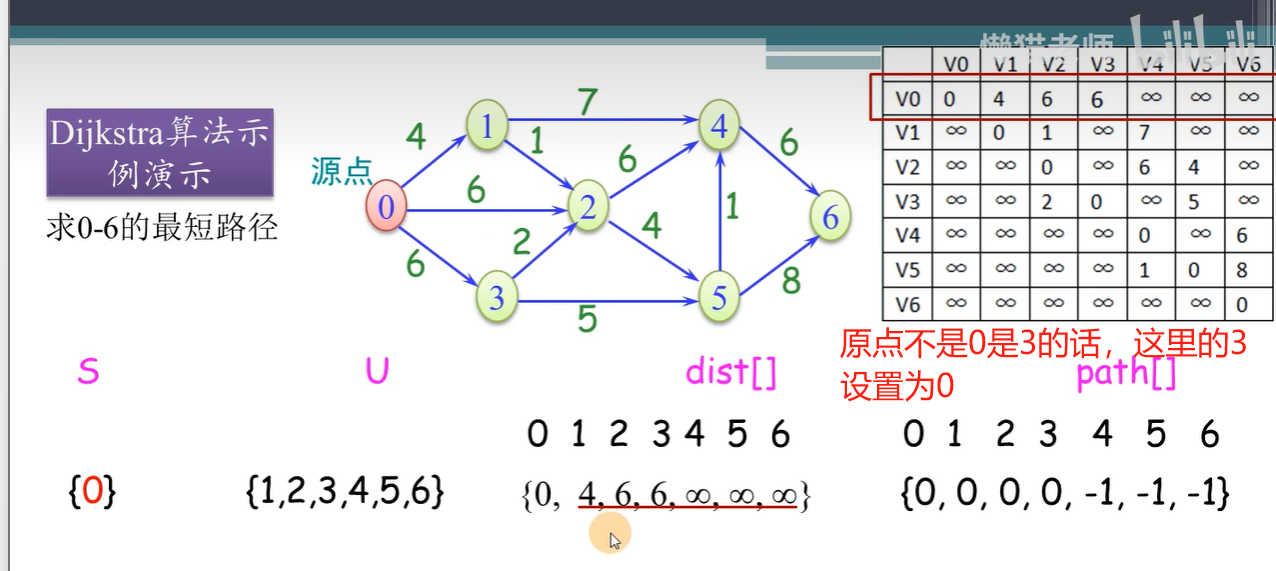 懒猫老师 bilibili
Dijkstra算法示
例演示
求0-6的最短路径
源点
0
1
2
3
4
5
6
4
6
6
7
1
2
5
6
4
1
6
8
V0 V1 V2 V3 V4 V5 V6
V0 0 4 6 6 ∞ ∞ ∞
V1 ∞ 0 1 ∞ 7 ∞ ∞
V2 ∞ ∞ 0 ∞ 6 4 ∞
V3 ∞ ∞ 2 0 ∞ 5 ∞
V4 ∞ ∞ ∞ ∞ 0 ∞ 6
V5 ∞ ∞ ∞ ∞ 1 0 8
V6 ∞ ∞ ∞ ∞ ∞ ∞ 0
原点不是0是3的话，这里的3
设置为0
S U dist[] path[]
0 1 2 3 4 5 6 0 1 2 3 4 5 6
{0} {1,2,3,4,5,6} {0, 4, 6, 6, ∞, ∞, ∞} {0, 0, 0, 0, -1, -1, -1}